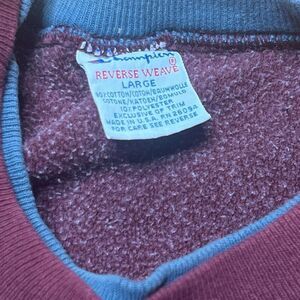 Champion
REVERSE WEAVE®
LARGE
90% COTTON/COTON/BAUMWOLLE
COTONE/KATOEN/BOMULD
10% POLYESTER
EXCLUSIVE OF TRIM
MADE IN U.S.A. RN 26094
FOR CARE SEE REVERSE